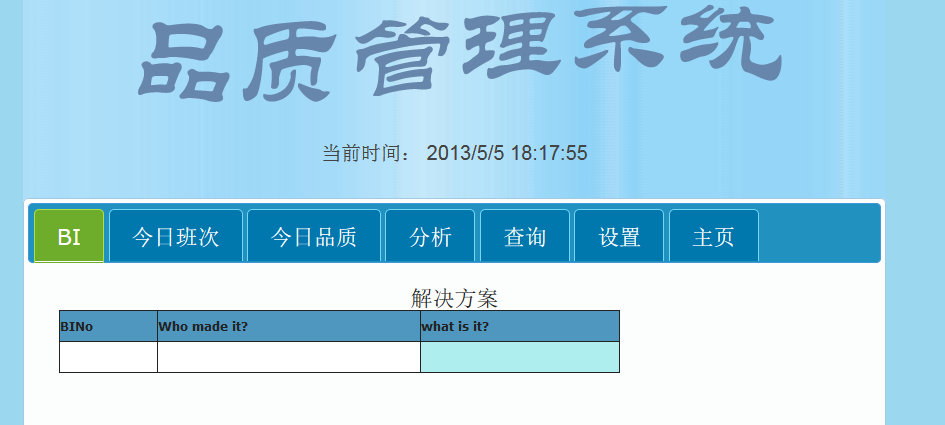 品质管理系统
当前时间： 2013/5/5 18:17:55
BI 今日班次 今日品质 分析 查询 设置 主页
解决方案
BINo Who made it? what is it?